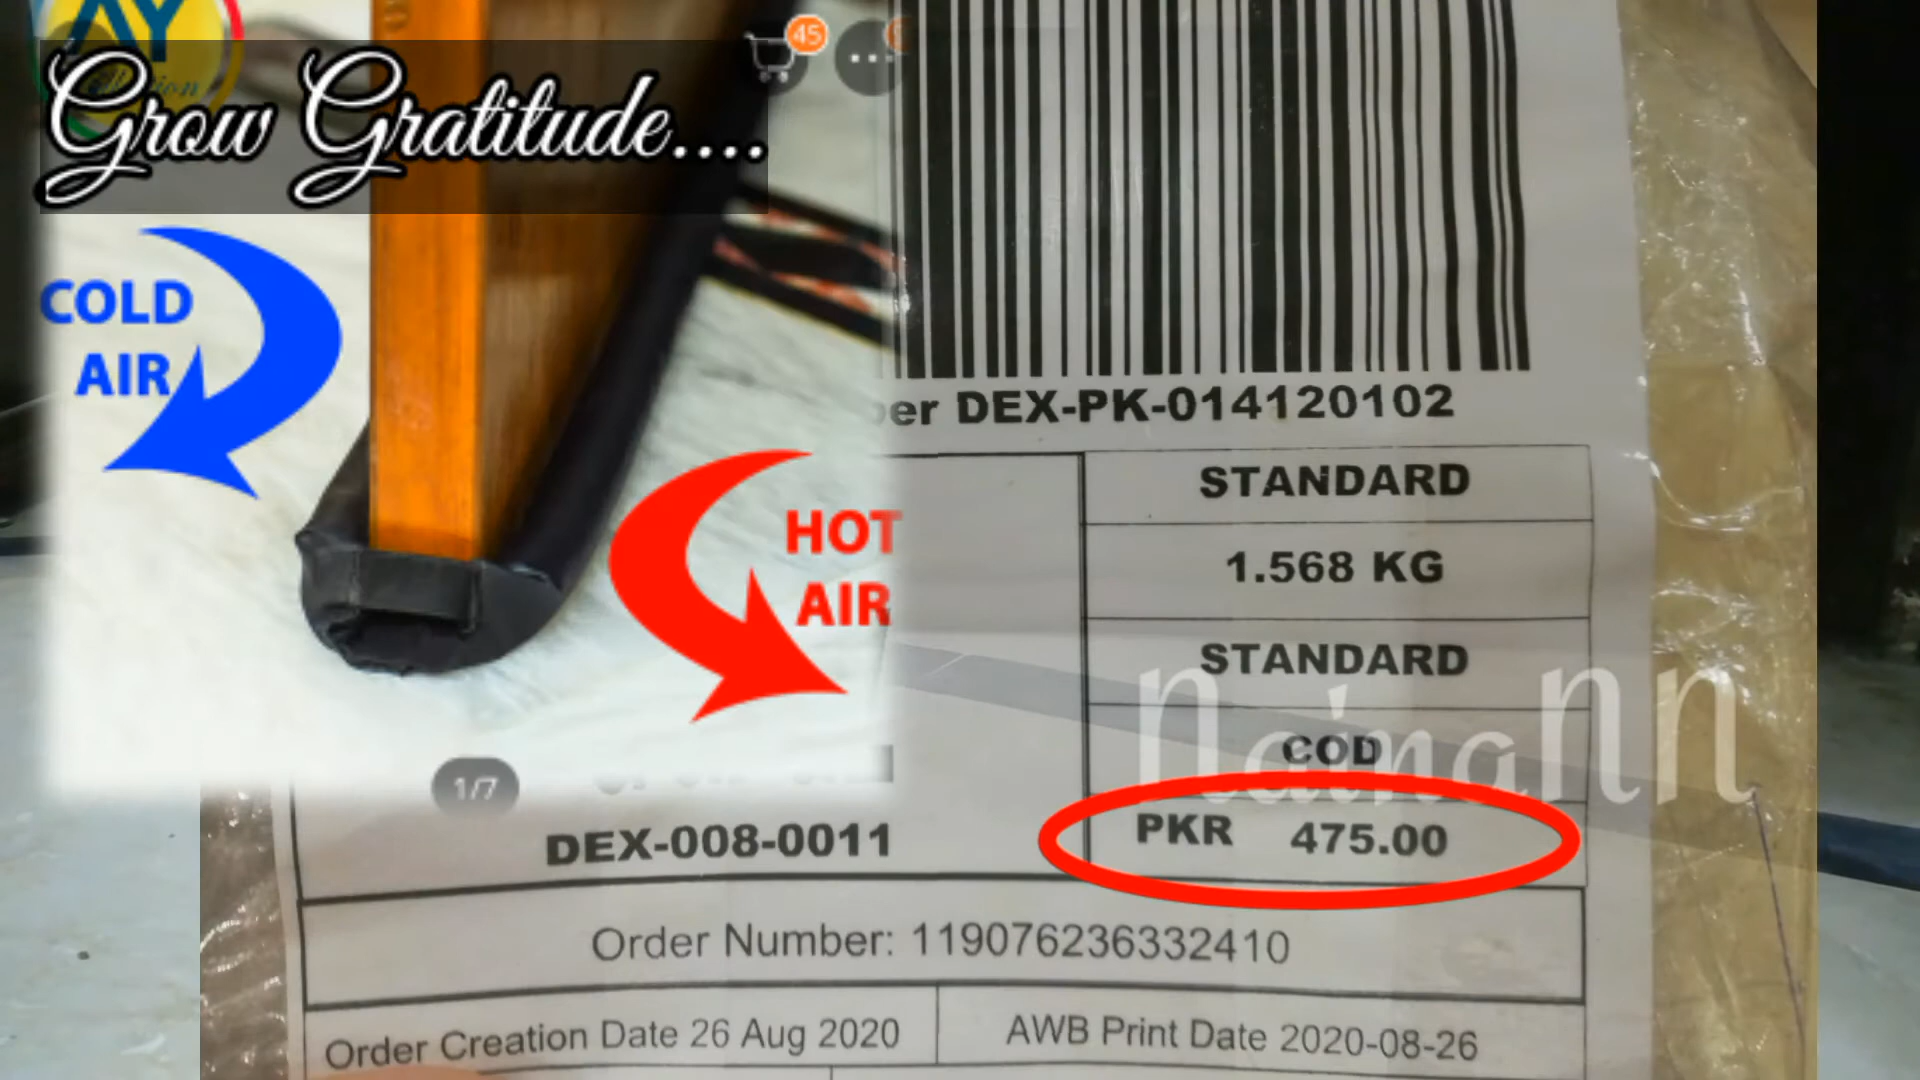 AY
45
Grow Gratitude....
COLD
AIR
HOT
AIR
1/7
er DEX-PK-014120102
STANDARD
1.568 KG
STANDARD
COD
PKR 475.00
DEX-008-0011
Order Number: 119076236332410
Order Creation Date 26 Aug 2020
AWB Print Date 2020-08-26